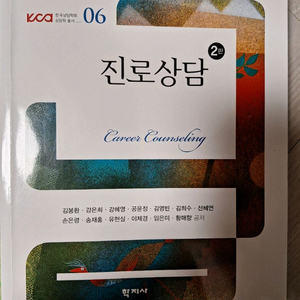 KCA 한국상담학회 상담학 총서 06
2판
진로상담
Career Counseling
김봉환 · 강은희 · 강혜영 · 공윤정 · 김영빈 · 김희수 · 선혜연
손은령 · 송재홍 · 유현실 · 이제경 · 임은미 · 황매향 공저
학지사